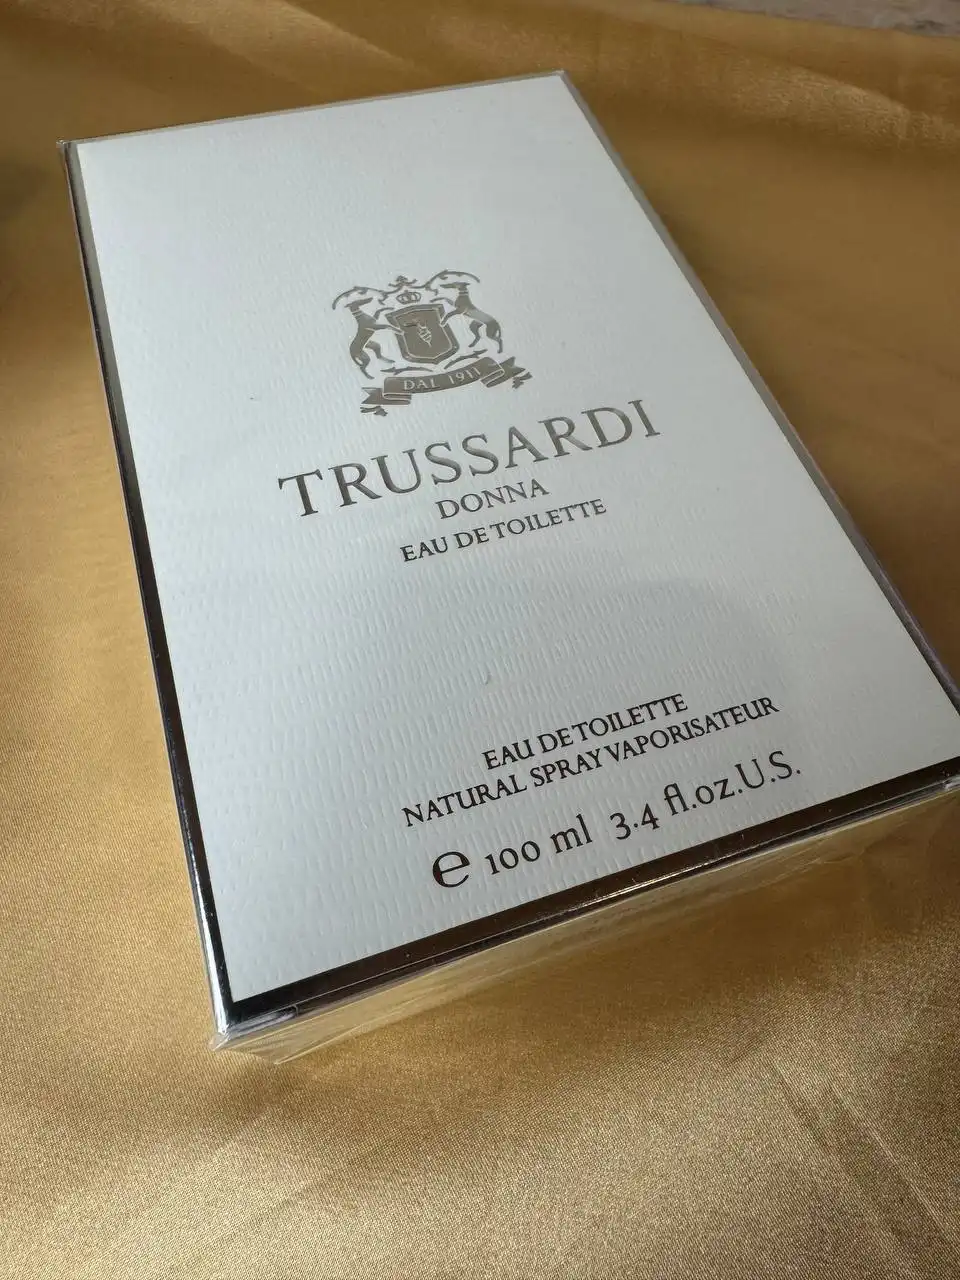 DAL 1911
TRUSSARDI
DONNA
EAU DE TOILETTE
EAU DE TOILETTE
NATURAL SPRAY VAPORISATEUR
e 100 ml 3.4 fl.oz.U.S.